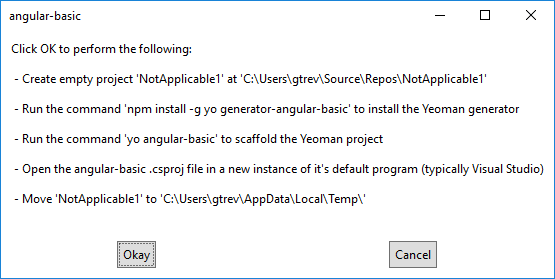 angular-basic
Click OK to perform the following:
- Create empty project 'NotApplicable1' at 'C:\Users\gtrev\Source\Repos\NotApplicable1'
- Run the command 'npm install -g yo generator-angular-basic' to install the Yeoman generator
- Run the command 'yo angular-basic' to scaffold the Yeoman project
- Open the angular-basic .csproj file in a new instance of it's default program (typically Visual Studio)
- Move 'NotApplicable1' to 'C:\Users\gtrev\AppData\Local\Temp\'
Okay
Cancel